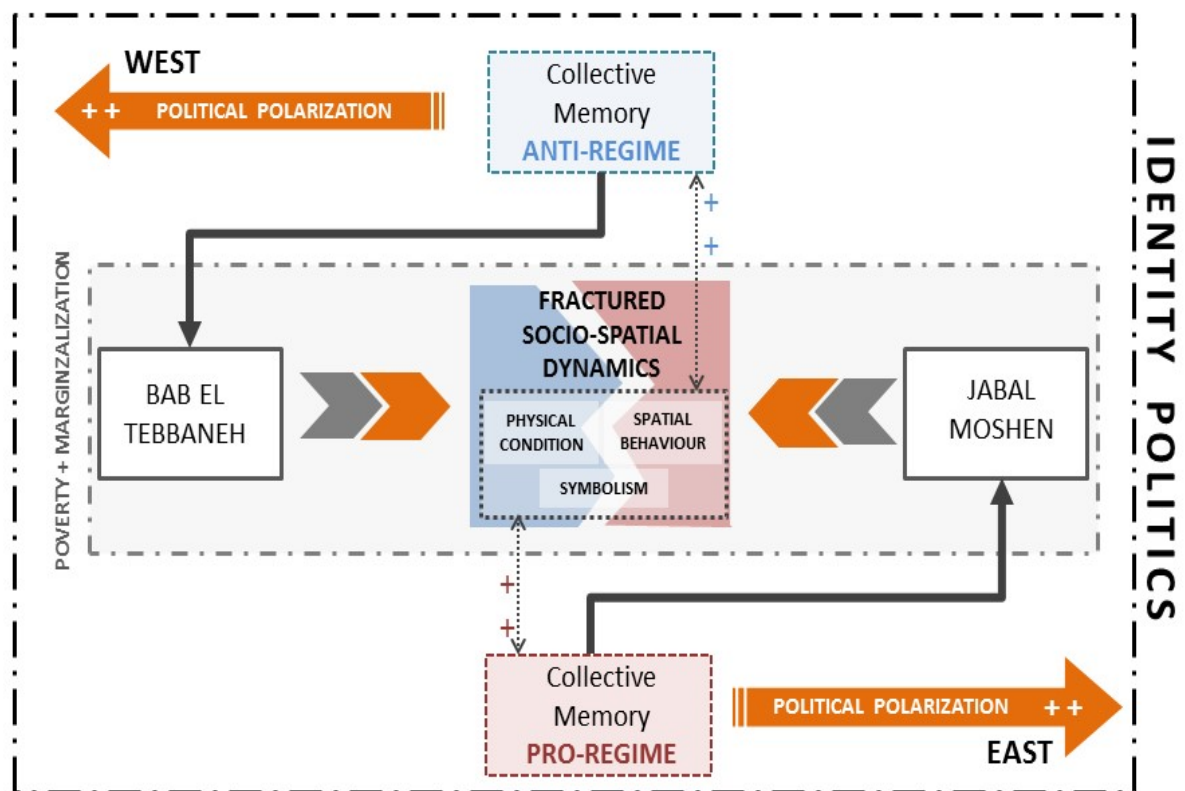 WEST
++ POLITICAL POLARIZATION
Collective
Memory
ANTI-REGIME
+
+
IDENTITY POLITICS
POVERTY + MARGINZALIZATION
BAB EL
TEBBANEH
FRACTURED
SOCIO-SPATIAL
DYNAMICS
PHYSICAL
CONDITION
SPATIAL
BEHAVIOUR
SYMBOLISM
JABAL
MOSHEN
+
+
Collective
Memory
PRO-REGIME
POLITICAL POLARIZATION ++
EAST